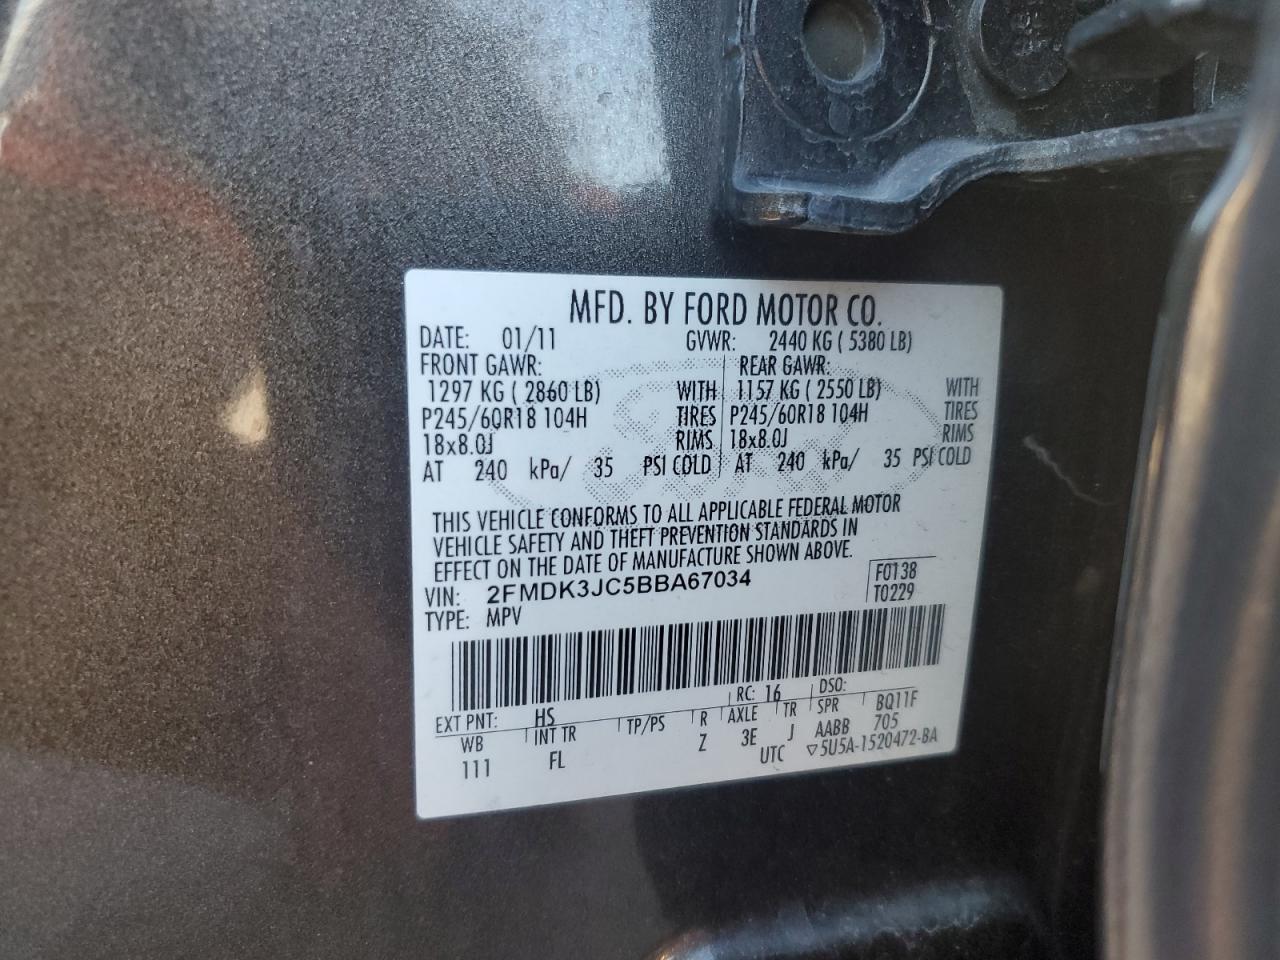 MFD. BY FORD MOTOR CO.
DATE: 01/11 GVWR: 2440 KG ( 5380 LB)
FRONT GAWR: REAR GAWR:
1297 KG ( 2860 LB) WITH 1157 KG ( 2550 LB) WITH
P245/60R18 104H TIRES P245/60R18 104H TIRES
18x8.0J RIMS 18x8.0J RIMS
AT 240 kPa/ 35 PSI COLD AT 240 kPa/ 35 PSI COLD
THIS VEHICLE CONFORMS TO ALL APPLICABLE FEDERAL MOTOR
VEHICLE SAFETY AND THEFT PREVENTION STANDARDS IN
EFFECT ON THE DATE OF MANUFACTURE SHOWN ABOVE.
VIN: 2FMDK3JC5BBA67034 F0138
TYPE: MPV T0229
EXT PNT: HS RC: 16 DSO:
WB INT TR TP/PS R AXLE TR SPR BQ11F
111 FL Z 3E J AABB 705
UTC ▽5U5A-1520472-BA